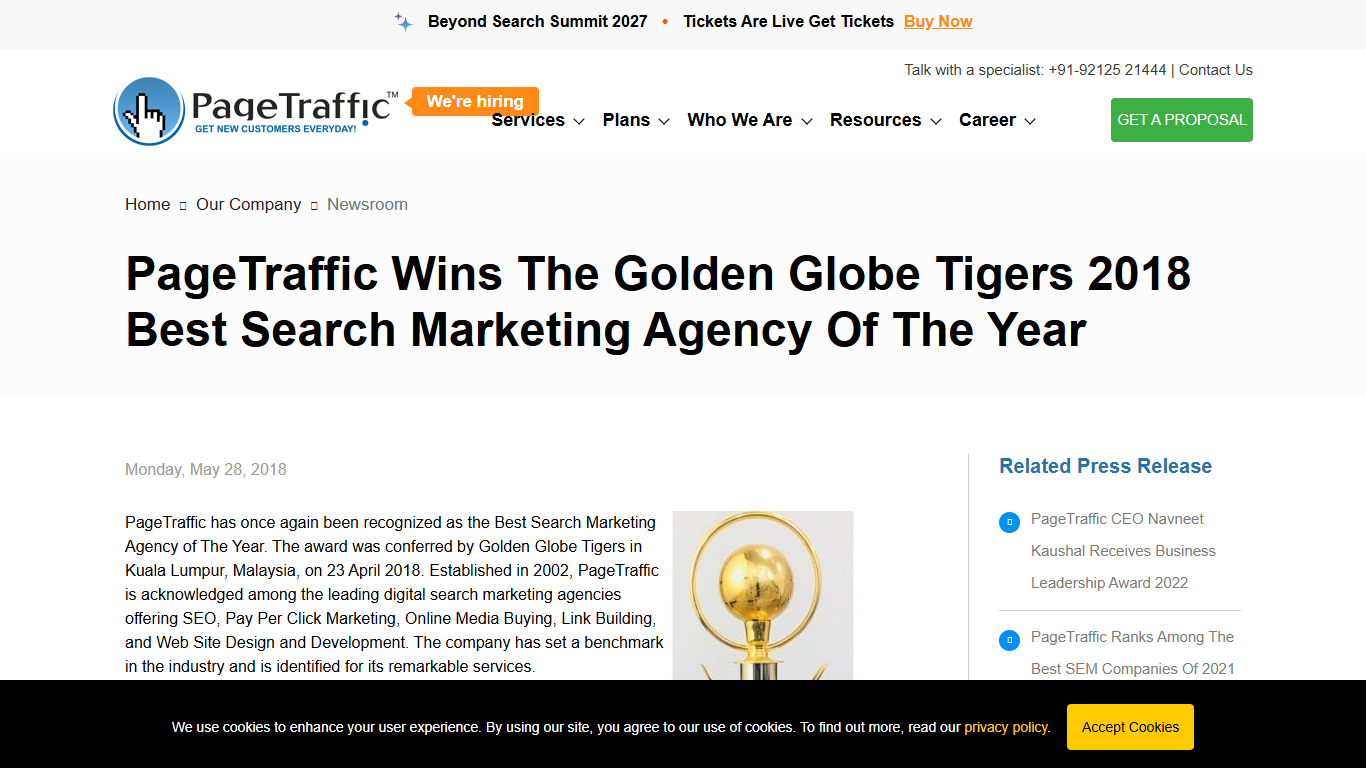 Beyond Search Summit 2027 • Tickets Are Live Get Tickets Buy Now
Talk with a specialist: +91-92125 21444 | Contact Us
PageTraffic™
GET NEW CUSTOMERS EVERYDAY!
We're hiring
Services Plans Who We Are Resources Career
GET A PROPOSAL
Home Our Company Newsroom
PageTraffic Wins The Golden Globe Tigers 2018
Best Search Marketing Agency Of The Year
Monday, May 28, 2018
PageTraffic has once again been recognized as the Best Search Marketing
Agency of The Year. The award was conferred by Golden Globe Tigers in
Kuala Lumpur, Malaysia, on 23 April 2018. Established in 2002, PageTraffic
is acknowledged among the leading digital search marketing agencies
offering SEO, Pay Per Click Marketing, Online Media Buying, Link Building,
and Web Site Design and Development. The company has set a benchmark
in the industry and is identified for its remarkable services.
Related Press Release
PageTraffic CEO Navneet
Kaushal Receives Business
Leadership Award 2022
PageTraffic Ranks Among The
Best SEM Companies Of 2021
We use cookies to enhance your user experience. By using our site, you agree to our use of cookies. To find out more, read our privacy policy.
Accept Cookies